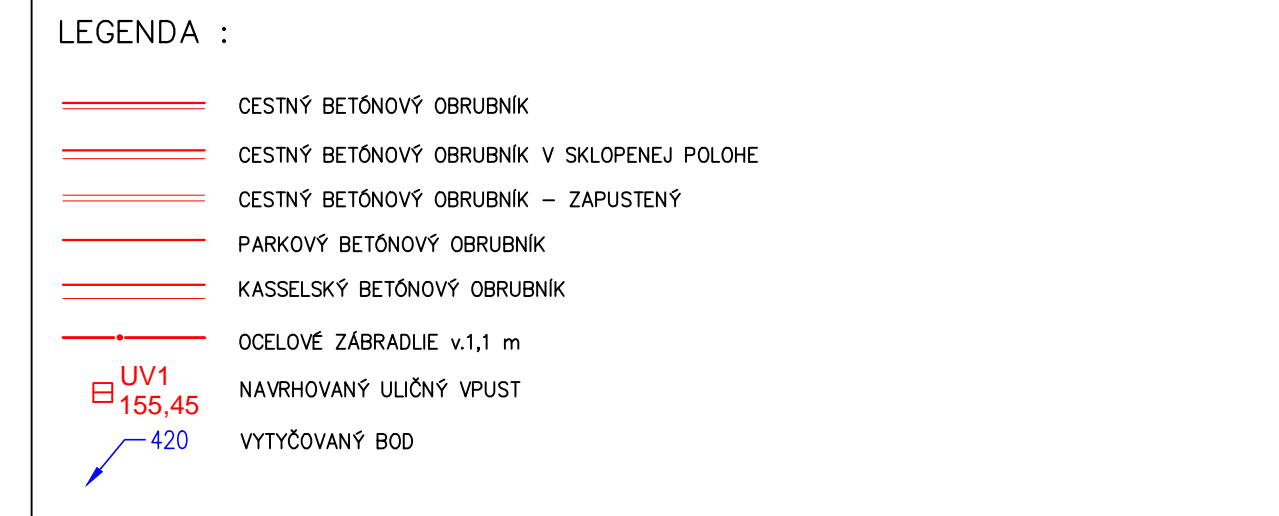 LEGENDA :
CESTNÝ BETÓNOVÝ OBRUBNÍK
CESTNÝ BETÓNOVÝ OBRUBNÍK V SKLOPENEJ POLOHE
CESTNÝ BETÓNOVÝ OBRUBNÍK – ZAPUSTENÝ
PARKOVÝ BETÓNOVÝ OBRUBNÍK
KASSELSKÝ BETÓNOVÝ OBRUBNÍK
OCELOVÉ ZÁBRADLIE v.1,1 m
UV1
155,45
NAVRHOVANÝ ULIČNÝ VPUST
420
VYTYČOVANÝ BOD